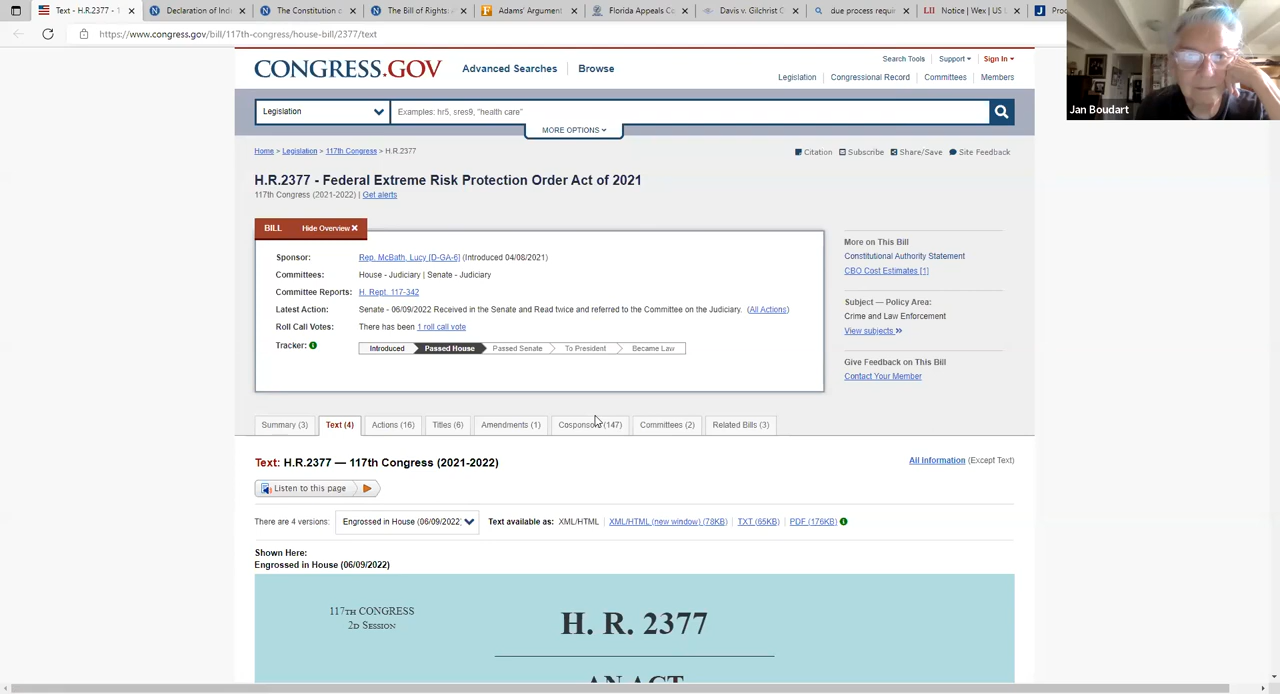 Text - H.R.2377 - 1
Declaration of Ind
The Constitution o
The Bill of Rights: A
Adams' Argumen
Florida Appeals Co
Davis v. Gilchrist C
due process requir
Notice | Wex | US
https://www.congress.gov/bill/117th-congress/house-bill/2377/text
Jan Boudart
CONGRESS.GOV Advanced Searches Browse
Search Tools Support Sign In
Legislation Congressional Record Committees Members
Legislation Examples: hr5, sres9, "health care"
MORE OPTIONS
Home > Legislation > 117th Congress > H.R.2377
Citation Subscribe Share/Save Site Feedback
H.R.2377 - Federal Extreme Risk Protection Order Act of 2021
117th Congress (2021-2022) | Get alerts
BILL Hide Overview
Sponsor: Rep. McBath, Lucy [D-GA-6] (Introduced 04/08/2021)
Committees: House - Judiciary | Senate - Judiciary
Committee Reports: H. Rept. 117-342
Latest Action: Senate - 06/09/2022 Received in the Senate and Read twice and referred to the Committee on the Judiciary. (All Actions)
Roll Call Votes: There has been 1 roll call vote
Tracker: Introduced Passed House Passed Senate To President Became Law
More on This Bill
Constitutional Authority Statement
CBO Cost Estimates [1]
Subject — Policy Area:
Crime and Law Enforcement
View subjects
Give Feedback on This Bill
Contact Your Member
Summary (3) Text (4) Actions (16) Titles (6) Amendments (1) Cosponsors (147) Committees (2) Related Bills (3)
Text: H.R.2377 — 117th Congress (2021-2022)
All Information (Except Text)
Listen to this page
There are 4 versions: Engrossed in House (06/09/2022) Text available as: XML/HTML | XML/HTML (new window) (78KB) | TXT (65KB) | PDF (176KB)
Shown Here:
Engrossed in House (06/09/2022)
117TH CONGRESS
2D SESSION
H. R. 2377
AN ACT